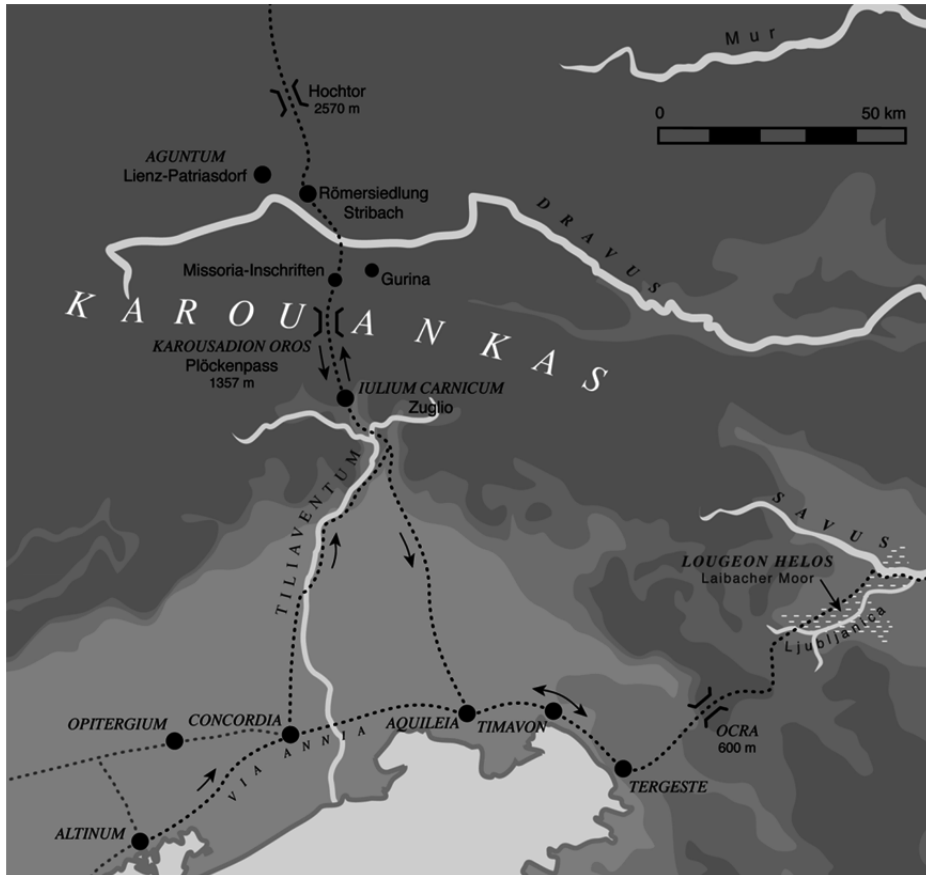 Mur
0 50 km
Hochtor
2570 m
AGUNTUM
Lienz-Patriasdorf
Römersiedlung
Stribach
DRAVUS
Missoria-Inschriften
Gurina
KAROUANKAS
KAROUSADION OROS
Plöckenpass
1357 m
IULIUM CARNICUM
Zuglio
TILIAVENTUM
SAVUS
LOUGEON HELOS
Laibacher Moor
Ljubljanica
OPITERGIUM
CONCORDIA
VIA ANNIA
AQUILEIA
TIMAVON
OCRA
600 m
TERGESTE
ALTINUM